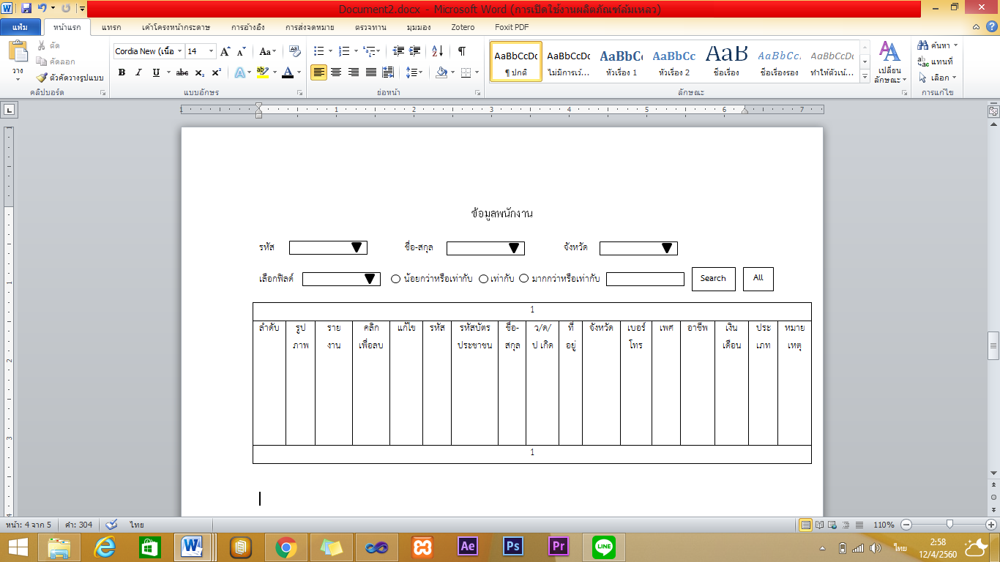 Document2.docx - Microsoft Word (การเปิดใช้งานผลิตภัณฑ์ล้มเหลว)
แฟ้ม หน้าแรก แทรก เค้าโครงหน้ากระดาษ การอ้างอิง การส่งจดหมาย ตรวจทาน มุมมอง Zotero Foxit PDF
วาง
ตัด
คัดลอก
ตัวคัดวางรูปแบบ
คลิปบอร์ด
Cordia New (เนื้อ 14
แบบอักษร
ย่อหน้า
AaBbCcDc AaBbCcDc AaBbC AaBbCc AaB AaBbCcI AaBbCcDc
ปกติ ไม่มีการเว้... หัวเรื่อง 1 หัวเรื่อง 2 ชื่อเรื่อง ชื่อเรื่องรอง ทำให้ตัวเน้...
ลักษณะ
เปลี่ยน
ลักษณะ
ค้นหา
แทนที่
เลือก
การแก้ไข
1 1 2 3 4 5 6 7
ข้อมูลพนักงาน
รหัส ชื่อ-สกุล จังหวัด
เลือกฟิลด์ น้อยกว่าหรือเท่ากับ เท่ากับ มากกว่าหรือเท่ากับ Search All
1
ลำดับ รูป ราย คลิก แก้ไข รหัส รหัสบัตร ชื่อ- ว/ด/ ที่ จังหวัด เบอร์ เพศ อาชีพ เงิน ประ หมาย
ภาพ งาน เพื่อลบ ประชาชน สกุล ป เกิด อยู่ โทร เดือน เภท เหตุ
1
1
2
3
หน้า: 4 จาก 5 คำ: 304 ไทย 110%
Ae Ps Pr LINE
ไทย
2:58
12/4/2560